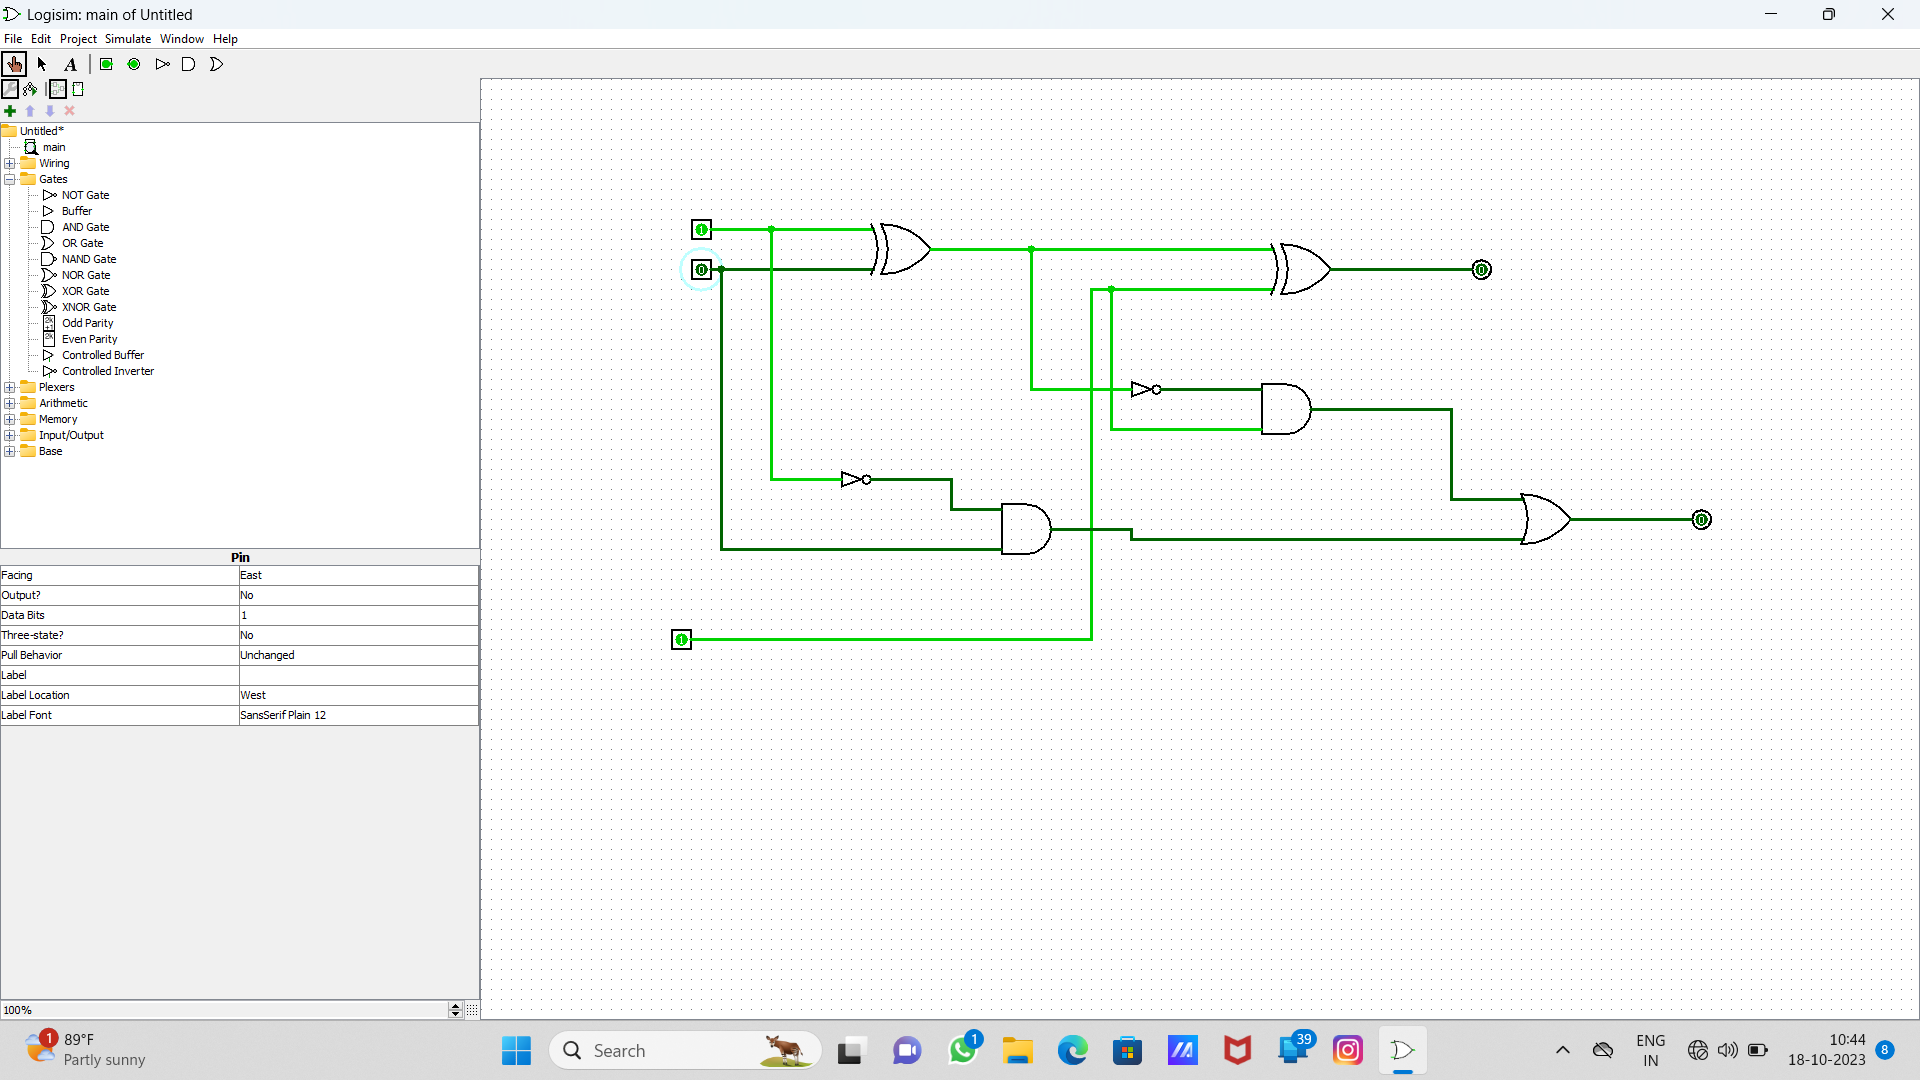 Logisim: main of Untitled
File Edit Project Simulate Window Help
A
Untitled*
main
Wiring
Gates
NOT Gate
Buffer
AND Gate
OR Gate
NAND Gate
NOR Gate
XOR Gate
XNOR Gate
Odd Parity
Even Parity
Controlled Buffer
Controlled Inverter
Plexers
Arithmetic
Memory
Input/Output
Base
Pin
Facing East
Output? No
Data Bits 1
Three-state? No
Pull Behavior Unchanged
Label
Label Location West
Label Font SansSerif Plain 12
100%
1
0
1
0
0
1
89°F
Partly sunny
Search
1
39
ENG
IN
10:44
18-10-2023
8